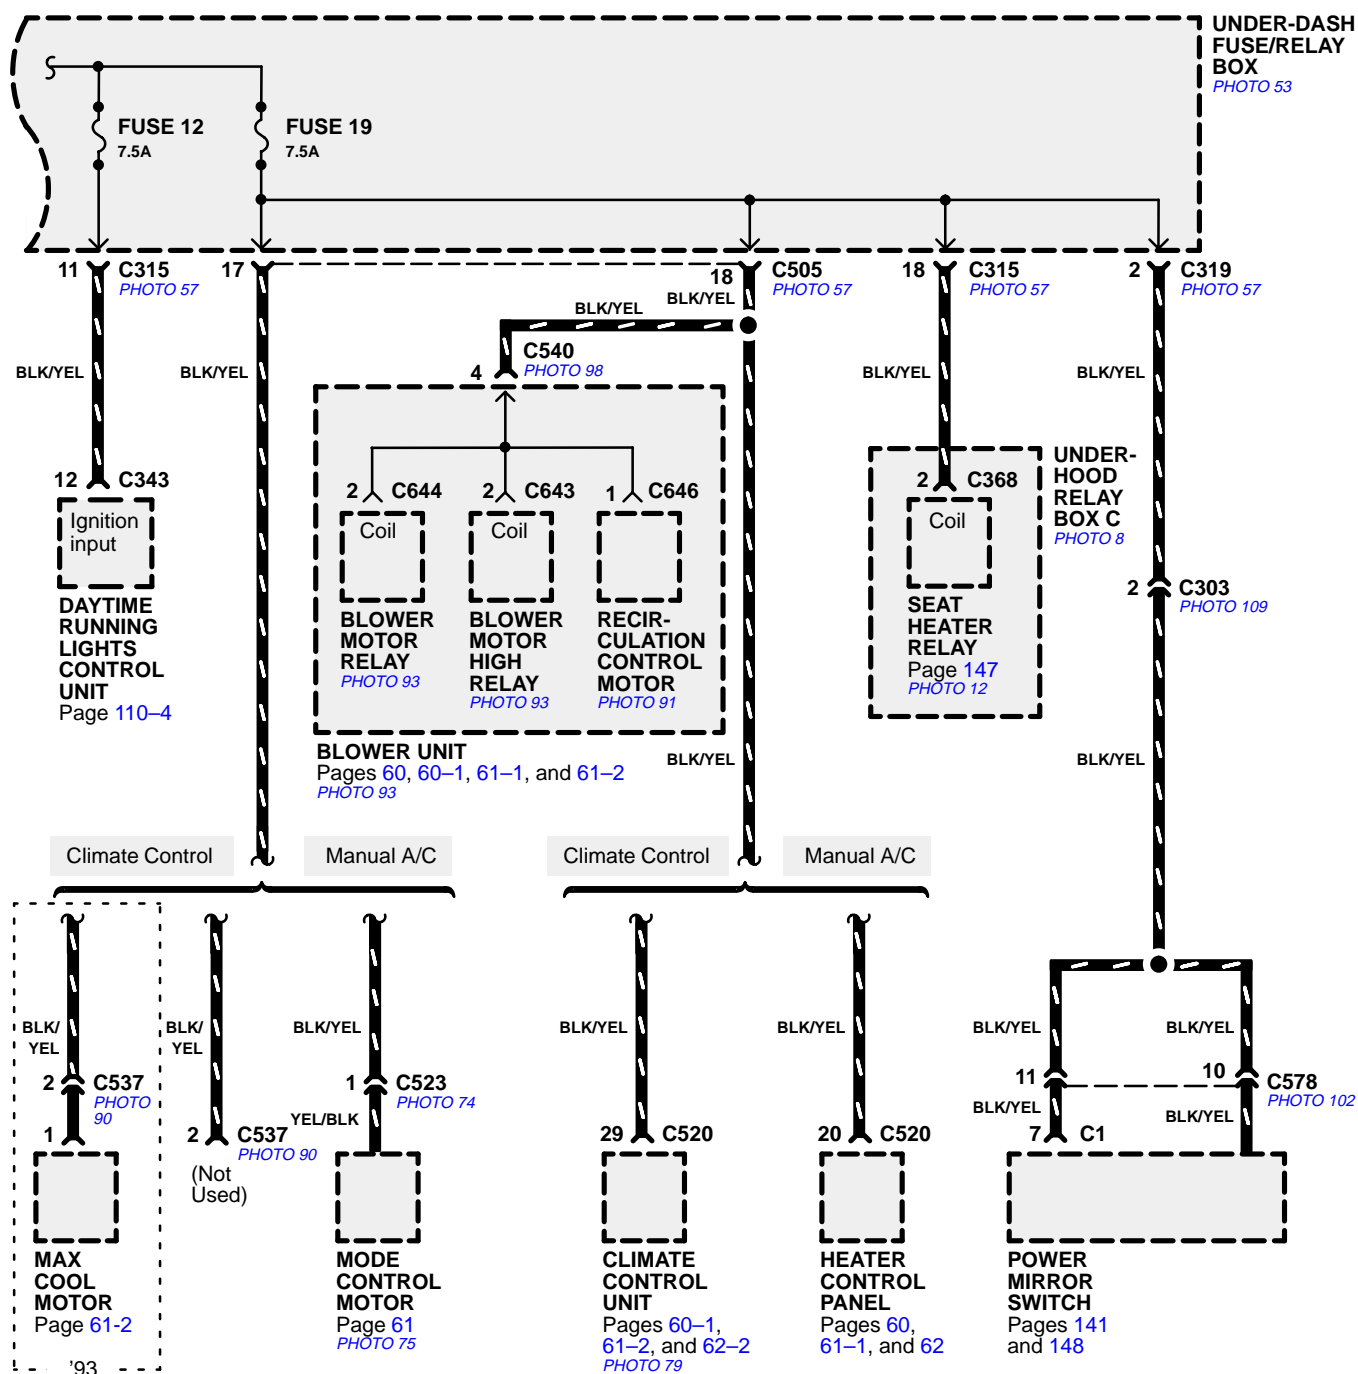 UNDER-DASH
FUSE/RELAY
BOX
PHOTO 53
FUSE 12
7.5A
FUSE 19
7.5A
11
C315
PHOTO 57
17
18
C505
PHOTO 57
18
C315
PHOTO 57
2
C319
PHOTO 57
BLK/YEL
BLK/YEL
C540
PHOTO 98
4
BLK/YEL
BLK/YEL
BLK/YEL
BLK/YEL
12
C343
Ignition
input
DAYTIME
RUNNING
LIGHTS
CONTROL
UNIT
Page 110–4
2
C644
Coil
BLOWER
MOTOR
RELAY
PHOTO 93
2
C643
Coil
BLOWER
MOTOR
HIGH
RELAY
PHOTO 93
1
C646
RECIR-
CULATION
CONTROL
MOTOR
PHOTO 91
BLOWER UNIT
Pages 60, 60–1, 61–1, and 61–2
PHOTO 93
2
C368
Coil
SEAT
HEATER
RELAY
Page 147
PHOTO 12
UNDER-
HOOD
RELAY
BOX C
PHOTO 8
2
C303
PHOTO 109
BLK/YEL
BLK/YEL
Climate Control
Manual A/C
Climate Control
Manual A/C
BLK/
YEL
BLK/
YEL
BLK/YEL
BLK/YEL
BLK/YEL
BLK/YEL
BLK/YEL
2
C537
PHOTO
90
1
MAX
COOL
MOTOR
Page 61-2
'93
2
C537
PHOTO 90
(Not
Used)
1
C523
PHOTO 74
YEL/BLK
MODE
CONTROL
MOTOR
Page 61
PHOTO 75
29
C520
CLIMATE
CONTROL
UNIT
Pages 60–1,
61–2, and 62–2
PHOTO 79
20
C520
HEATER
CONTROL
PANEL
Pages 60,
61–1, and 62
11
10
C578
PHOTO 102
BLK/YEL
BLK/YEL
7
C1
POWER
MIRROR
SWITCH
Pages 141
and 148